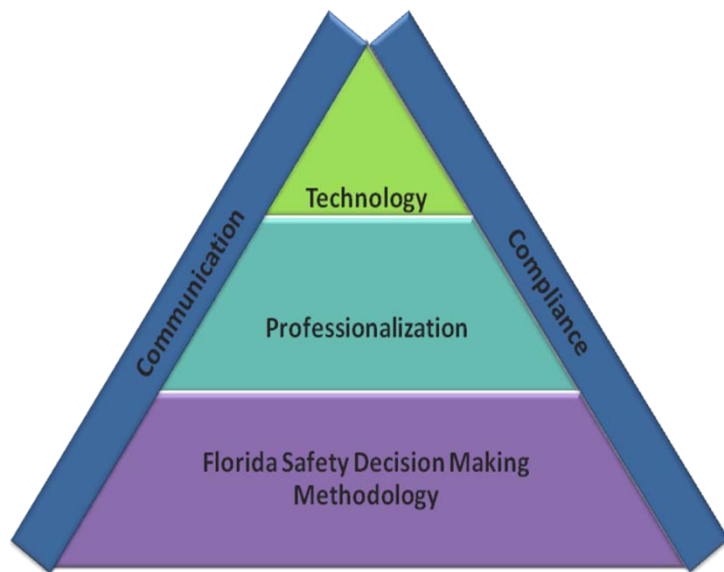 Technology
Communication
Compliance
Professionalization
Florida Safety Decision Making
Methodology